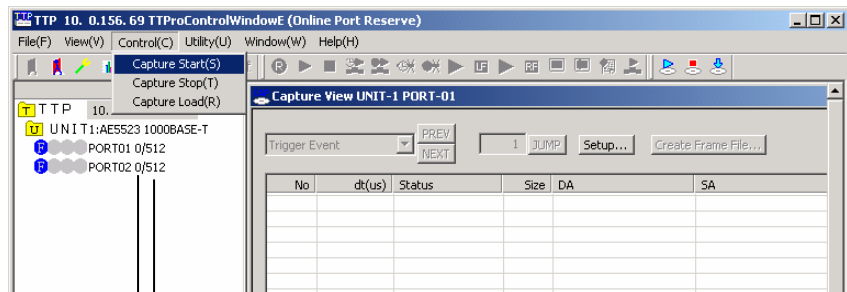 TTP 10. 0.156. 69 TTProControlWindowE (Online Port Reserve)
File(F) View(V) Control(C) Utility(U) Window(W) Help(H)
Capture Start(S)
Capture Stop(T)
Capture Load(R)
Capture View UNIT-1 PORT-01
T TTP 10.
U UNIT1:AE5523 1000BASE-T
F PORT01 0/512
F PORT02 0/512
Trigger Event PREV NEXT 1 JUMP Setup... Create Frame File...
No dt(us) Status Size DA SA